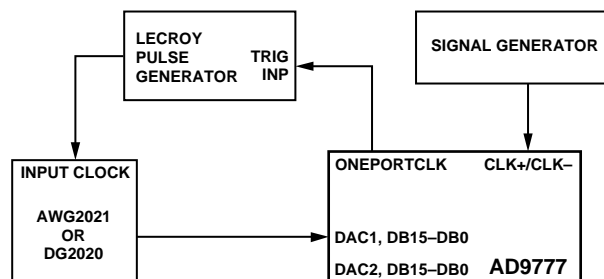 LECROY
PULSE
GENERATOR
TRIG
INP
SIGNAL GENERATOR
INPUT CLOCK
AWG2021
OR
DG2020
ONEPORTCLK
CLK+/CLK–
DAC1, DB15–DB0
DAC2, DB15–DB0
AD9777